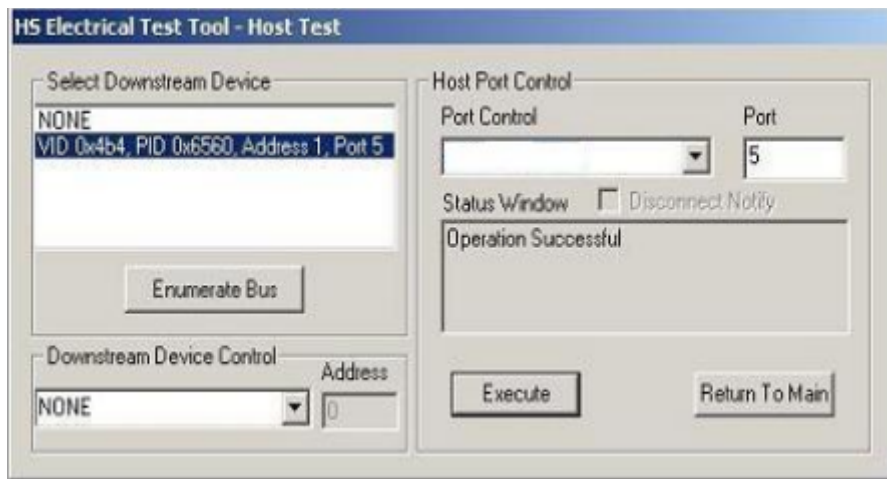 HS Electrical Test Tool - Host Test
Select Downstream Device
NONE
VID 0x4b4, PID 0x6560, Address 1, Port 5
Enumerate Bus
Downstream Device Control
Address
NONE
0
Host Port Control
Port Control
Port
5
Status Window
Disconnect Notify
Operation Successful
Execute
Return To Main